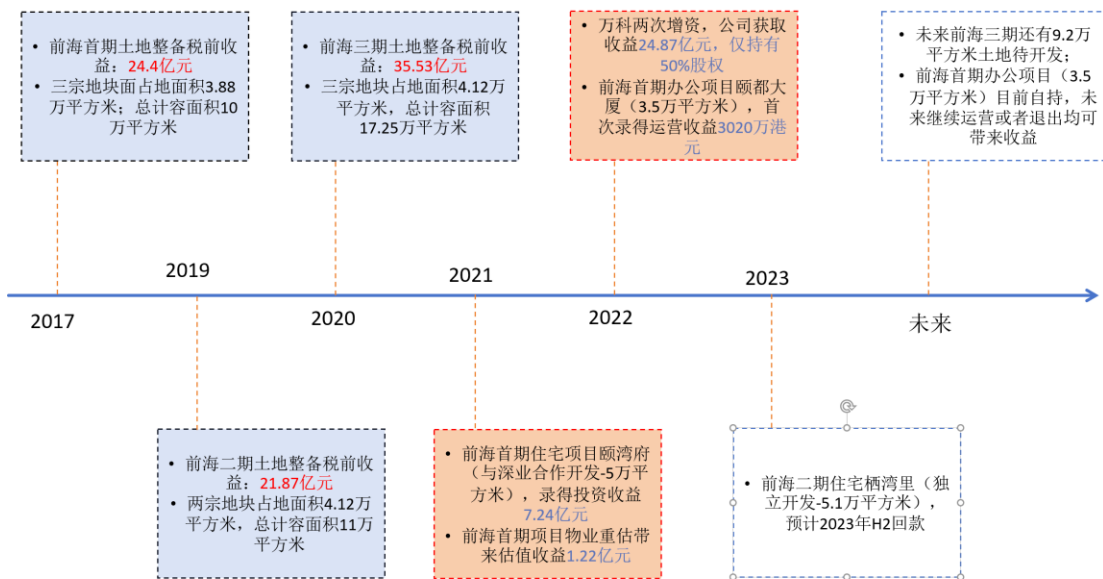 • 前海首期土地整备税前收
益：24.4亿元
• 三宗地块面占地面积3.88
万平方米；总计容面积10
万平方米
• 前海三期土地整备税前收
益：35.53亿元
• 三宗地块占地面积4.12万
平方米，总计容面积
17.25万平方米
• 万科两次增资，公司获取
收益24.87亿元，仅持有
50%股权
• 前海首期办公项目颐都大
厦（3.5万平方米），首
次录得运营收益3020万港
元
• 未来前海三期还有9.2万
平方米土地待开发；
• 前海首期办公项目（3.5
万平方米）目前自持，未
来继续运营或者退出均可
带来收益
2019
2021
2023
2017
2020
2022
未来
• 前海二期土地整备税前收
益：21.87亿元
• 两宗地块占地面积4.12万
平方米，总计容面积11万
平方米
• 前海首期住宅项目颐湾府
（与深业合作开发-5万平
方米），录得投资收益
7.24亿元
• 前海首期项目物业重估带
来估值收益1.22亿元
• 前海二期住宅栖湾里（独
立开发-5.1万平方米），
预计2023年H2回款